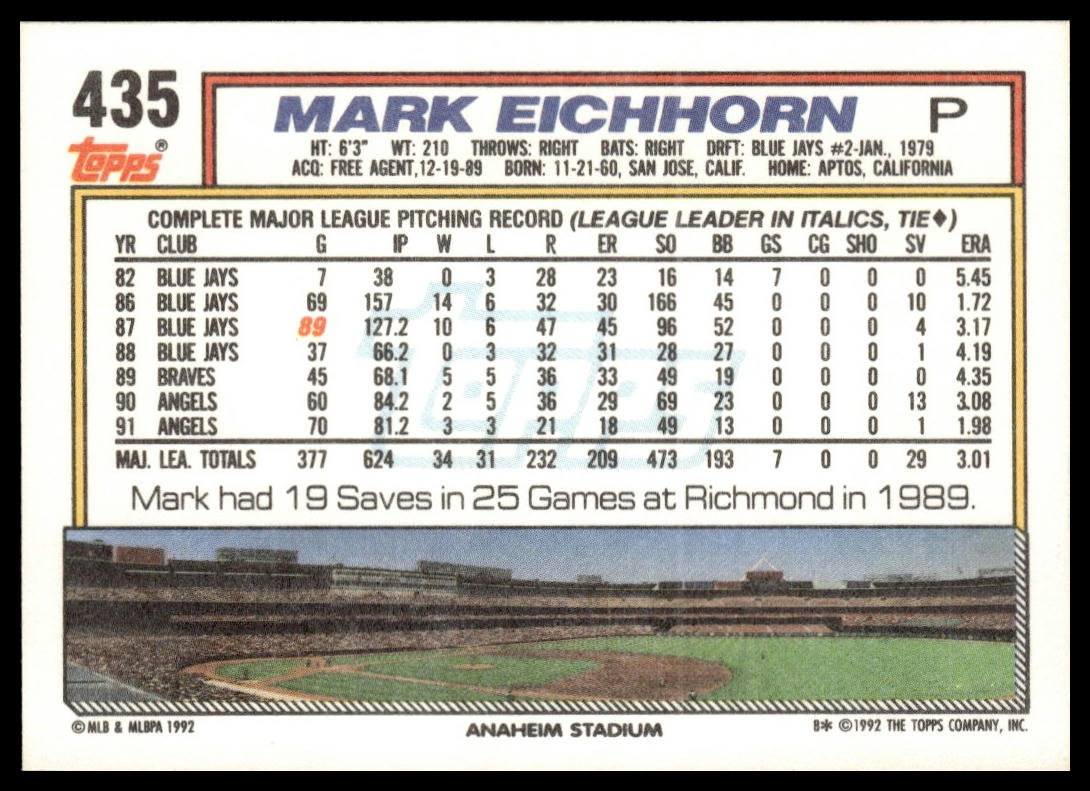 435
Topps®
MARK EICHHORN P
HT: 6'3" WT: 210 THROWS: RIGHT BATS: RIGHT DRFT: BLUE JAYS #2-JAN., 1979
ACQ: FREE AGENT,12-19-89 BORN: 11-21-60, SAN JOSE, CALIF. HOME: APTOS, CALIFORNIA
COMPLETE MAJOR LEAGUE PITCHING RECORD (LEAGUE LEADER IN ITALICS, TIE♦)
YR CLUB G IP W L R ER SO BB GS CG SHO SV ERA
82 BLUE JAYS 7 38 0 3 28 23 16 14 7 0 0 0 5.45
86 BLUE JAYS 69 157 14 6 32 30 166 45 0 0 0 10 1.72
87 BLUE JAYS 89 127.2 10 6 47 45 96 52 0 0 0 4 3.17
88 BLUE JAYS 37 66.2 0 3 32 31 28 27 0 0 0 1 4.19
89 BRAVES 45 68.1 5 5 36 33 49 19 0 0 0 0 4.35
90 ANGELS 60 84.2 2 5 36 29 69 23 0 0 0 13 3.08
91 ANGELS 70 81.2 3 3 21 18 49 13 0 0 0 1 1.98
MAJ. LEA. TOTALS 377 624 34 31 232 209 473 193 7 0 0 29 3.01
Topps
Mark had 19 Saves in 25 Games at Richmond in 1989.
©MLB & MLBPA 1992
ANAHEIM STADIUM
B* ©1992 THE TOPPS COMPANY, INC.